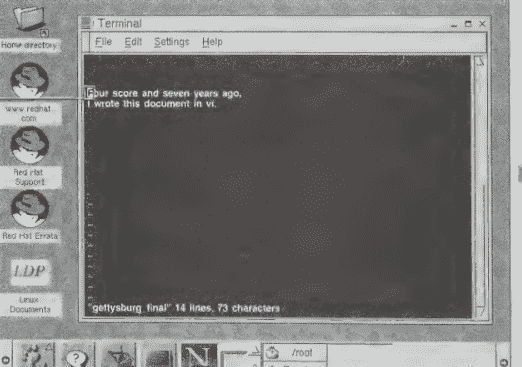 Terminal
File Edit Settings Help
Home directory
www.redhat.com
Red Hat
Support
Red Hat Errata
LDP
Linux
Documents
Four score and seven years ago,
I wrote this document in vi.
"gettysburg_final" 14 lines, 73 characters
N
/root